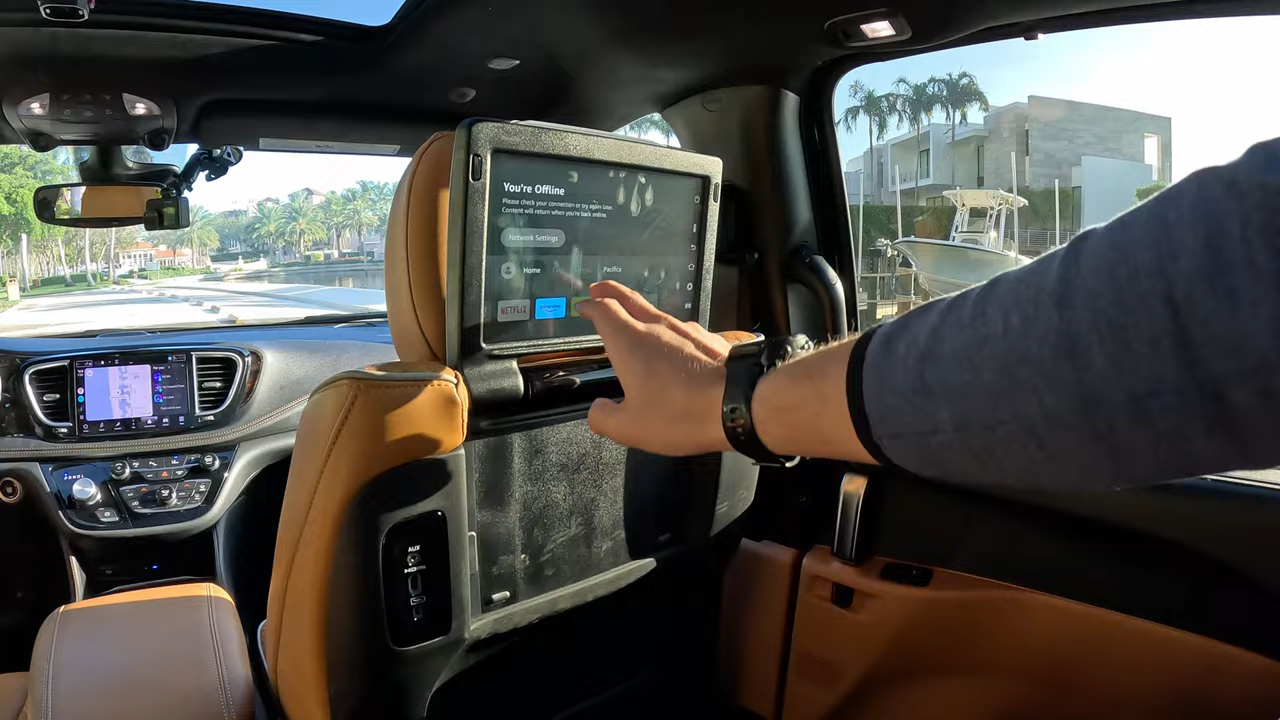 You're Offline
Please check your connection or try again later.
Content will return when you're back online.
Network Settings
Home
Pacifica
NETFLIX
AUX
HDMI